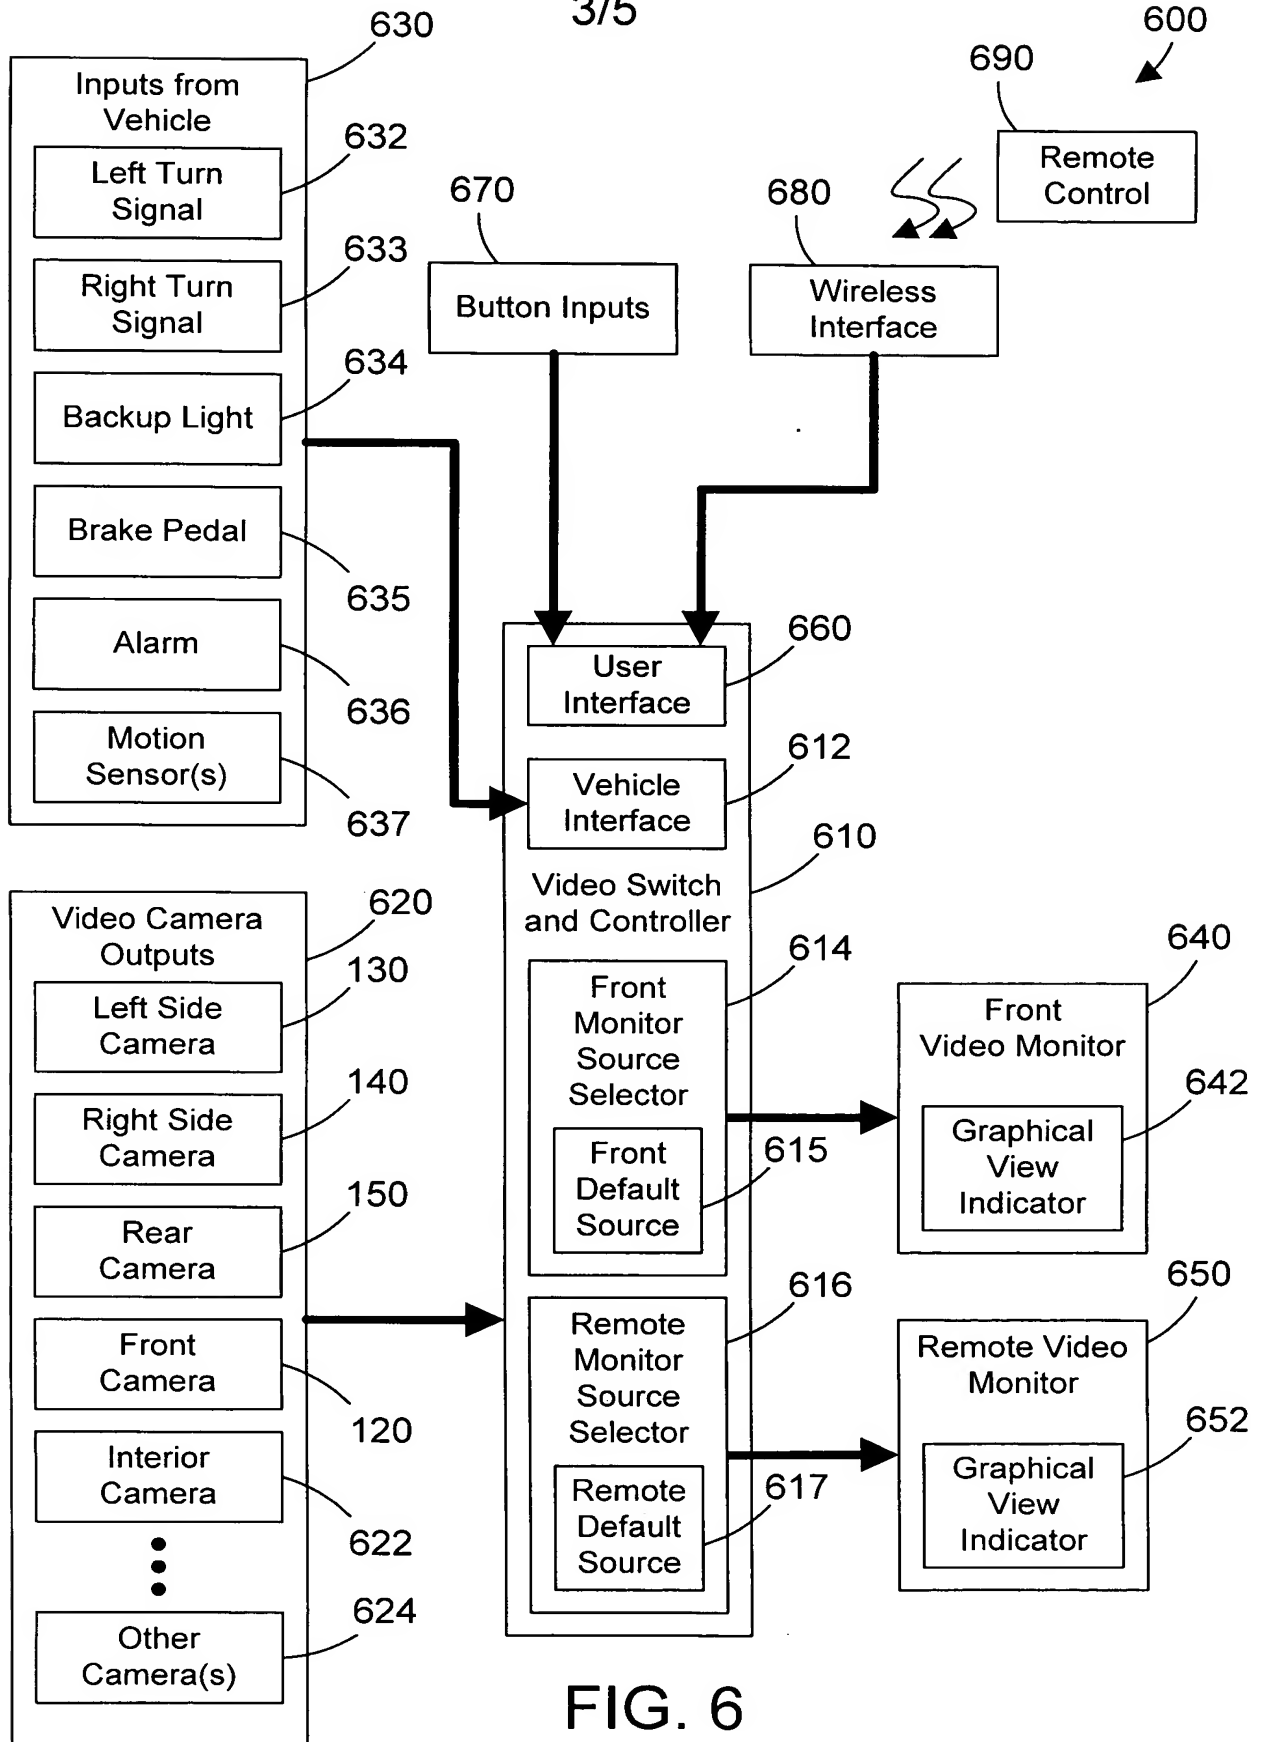 3/5
600
630
Inputs from
Vehicle
632
Left Turn
Signal
633
Right Turn
Signal
634
Backup Light
Brake Pedal
635
Alarm
636
Motion
Sensor(s)
637
670
Button Inputs
680
Wireless
Interface
690
Remote
Control
660
User
Interface
612
Vehicle
Interface
610
Video Switch
and Controller
614
Front
Monitor
Source
Selector
615
Front
Default
Source
616
Remote
Monitor
Source
Selector
617
Remote
Default
Source
620
Video Camera
Outputs
130
Left Side
Camera
140
Right Side
Camera
150
Rear
Camera
Front
Camera
120
Interior
Camera
622
624
Other
Camera(s)
640
Front
Video Monitor
642
Graphical
View
Indicator
650
Remote Video
Monitor
652
Graphical
View
Indicator
FIG. 6